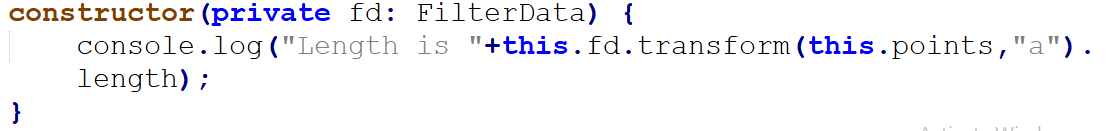 constructor(private fd: FilterData) {
    console.log("Length is "+this.fd.transform(this.points,"a").
    length);
}